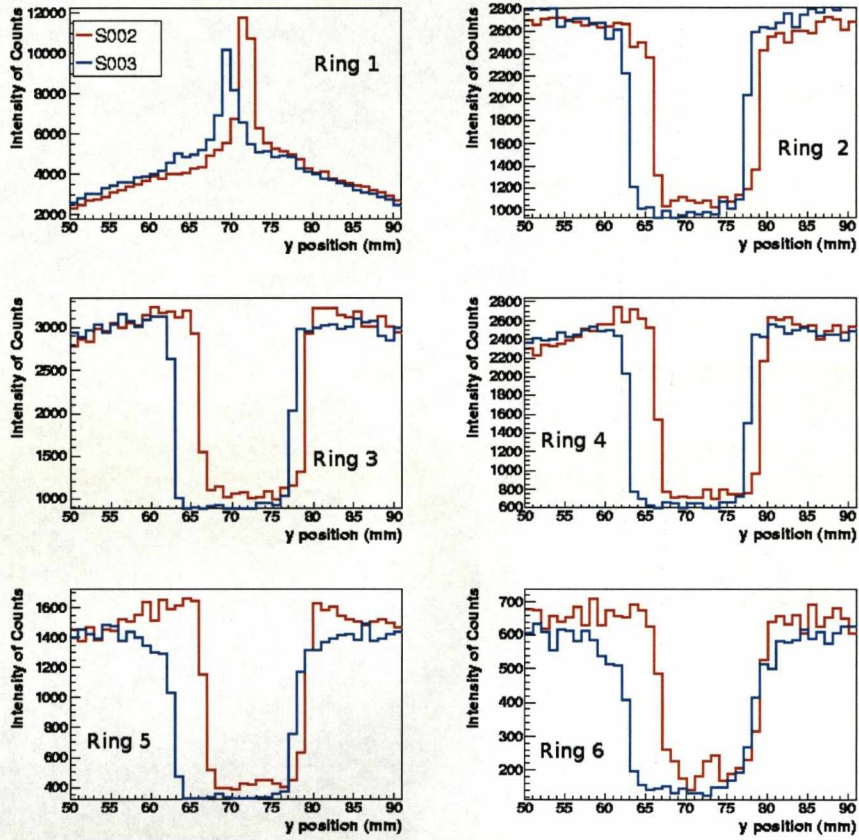 Intensity of Counts
12000
10000
8000
6000
4000
2000
S002
S003
Ring 1
50 55 60 65 70 75 80 85 90
y position (mm)
Intensity of Counts
2800
2600
2400
2200
2000
1800
1600
1400
1200
1000
Ring 2
50 55 60 65 70 75 80 85 90
y position (mm)
Intensity of Counts
3000
2500
2000
1500
1000
Ring 3
50 55 60 65 70 75 80 85 90
y position (mm)
Intensity of Counts
2800
2600
2400
2200
2000
1800
1600
1400
1200
1000
800
600
Ring 4
50 55 60 65 70 75 80 85 90
y position (mm)
Intensity of Counts
1600
1400
1200
1000
800
600
400
Ring 5
50 55 60 65 70 75 80 85 90
y position (mm)
Intensity of Counts
700
600
500
400
300
200
Ring 6
50 55 60 65 70 75 80 85 90
y position (mm)